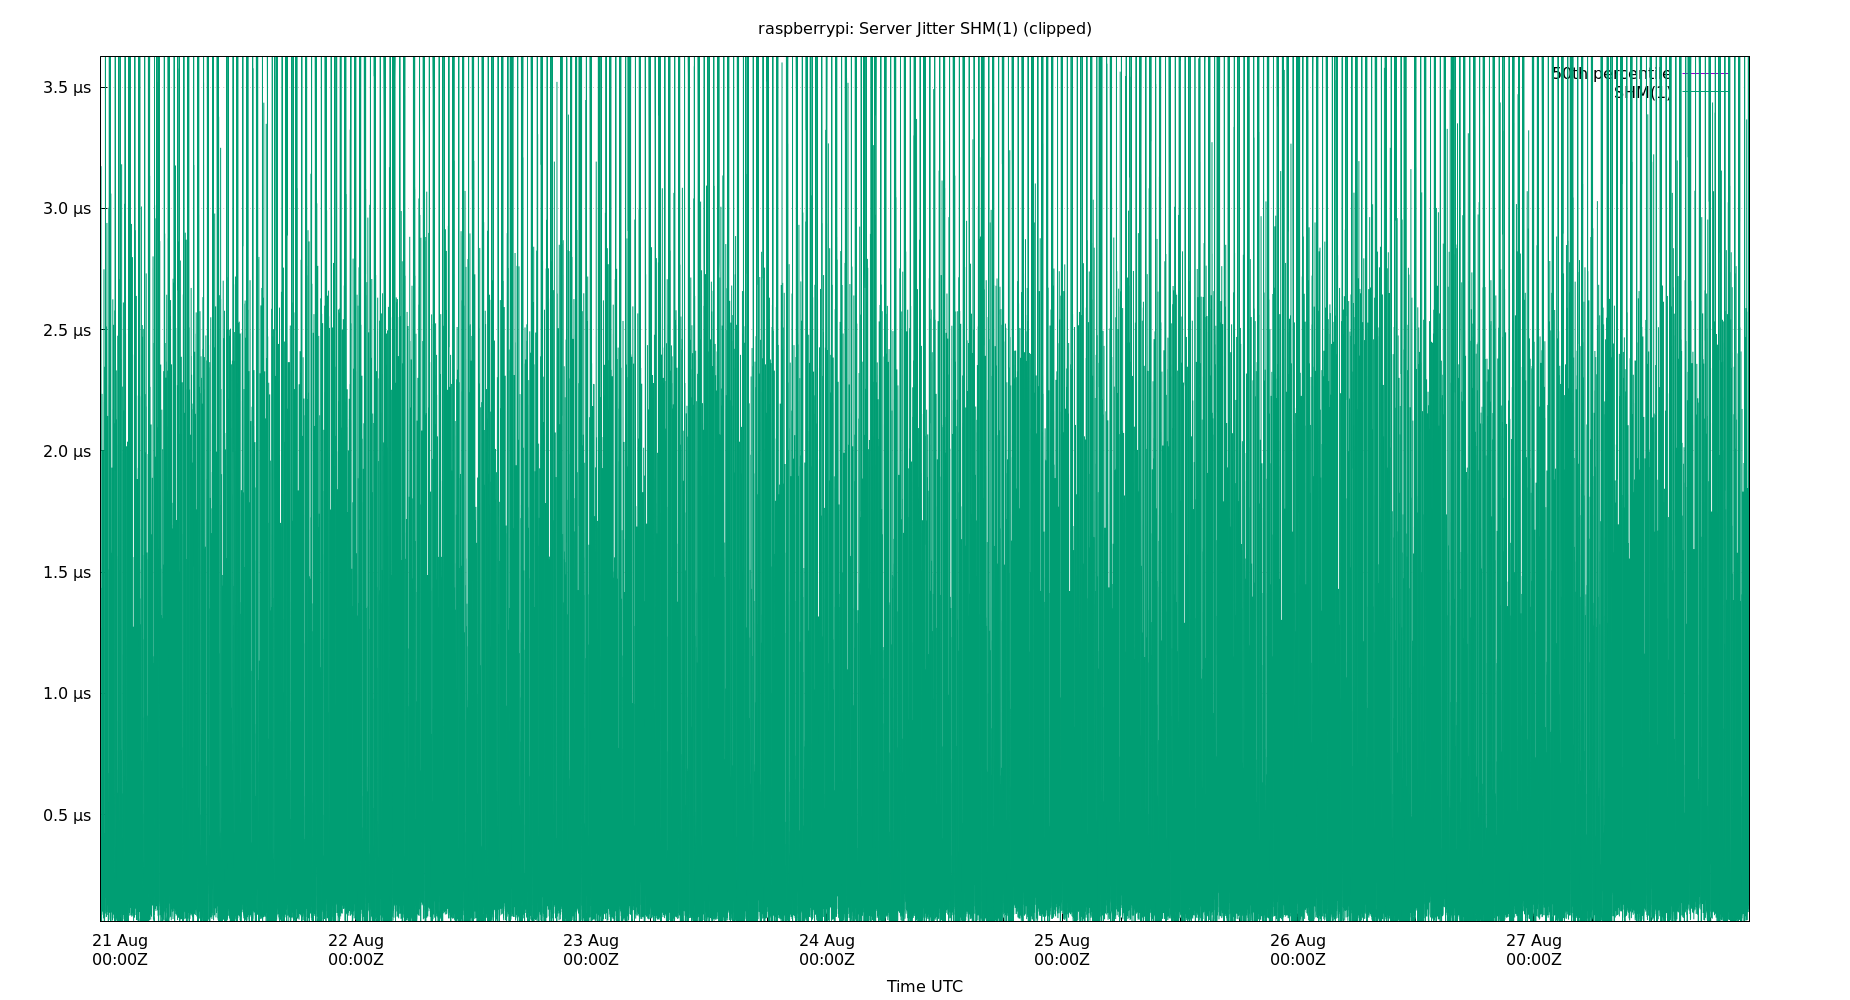 raspberrypi: Server Jitter SHM(1) (clipped)
50th percentile
SHM(1)
3.5 µs
3.0 µs
2.5 µs
2.0 µs
1.5 µs
1.0 µs
0.5 µs
21 Aug 22 Aug 23 Aug 24 Aug 25 Aug 26 Aug 27 Aug
00:00Z 00:00Z 00:00Z 00:00Z 00:00Z 00:00Z 00:00Z
Time UTC